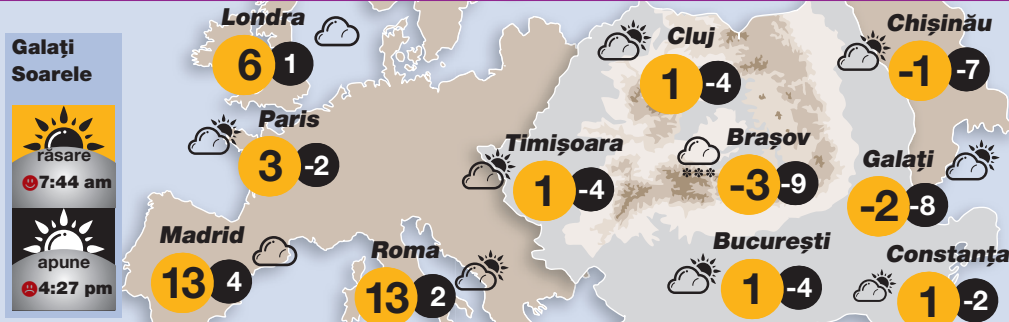 Galați
Soarele
răsare
7:44 am
apune
4:27 pm
Londra
6 1
Paris
3 -2
Madrid
13 4
Roma
13 2
Timișoara
1 -4
Cluj
1 -4
Brașov
-3 -9
București
1 -4
Chișinău
-1 -7
Galați
-2 -8
Constanța
1 -2